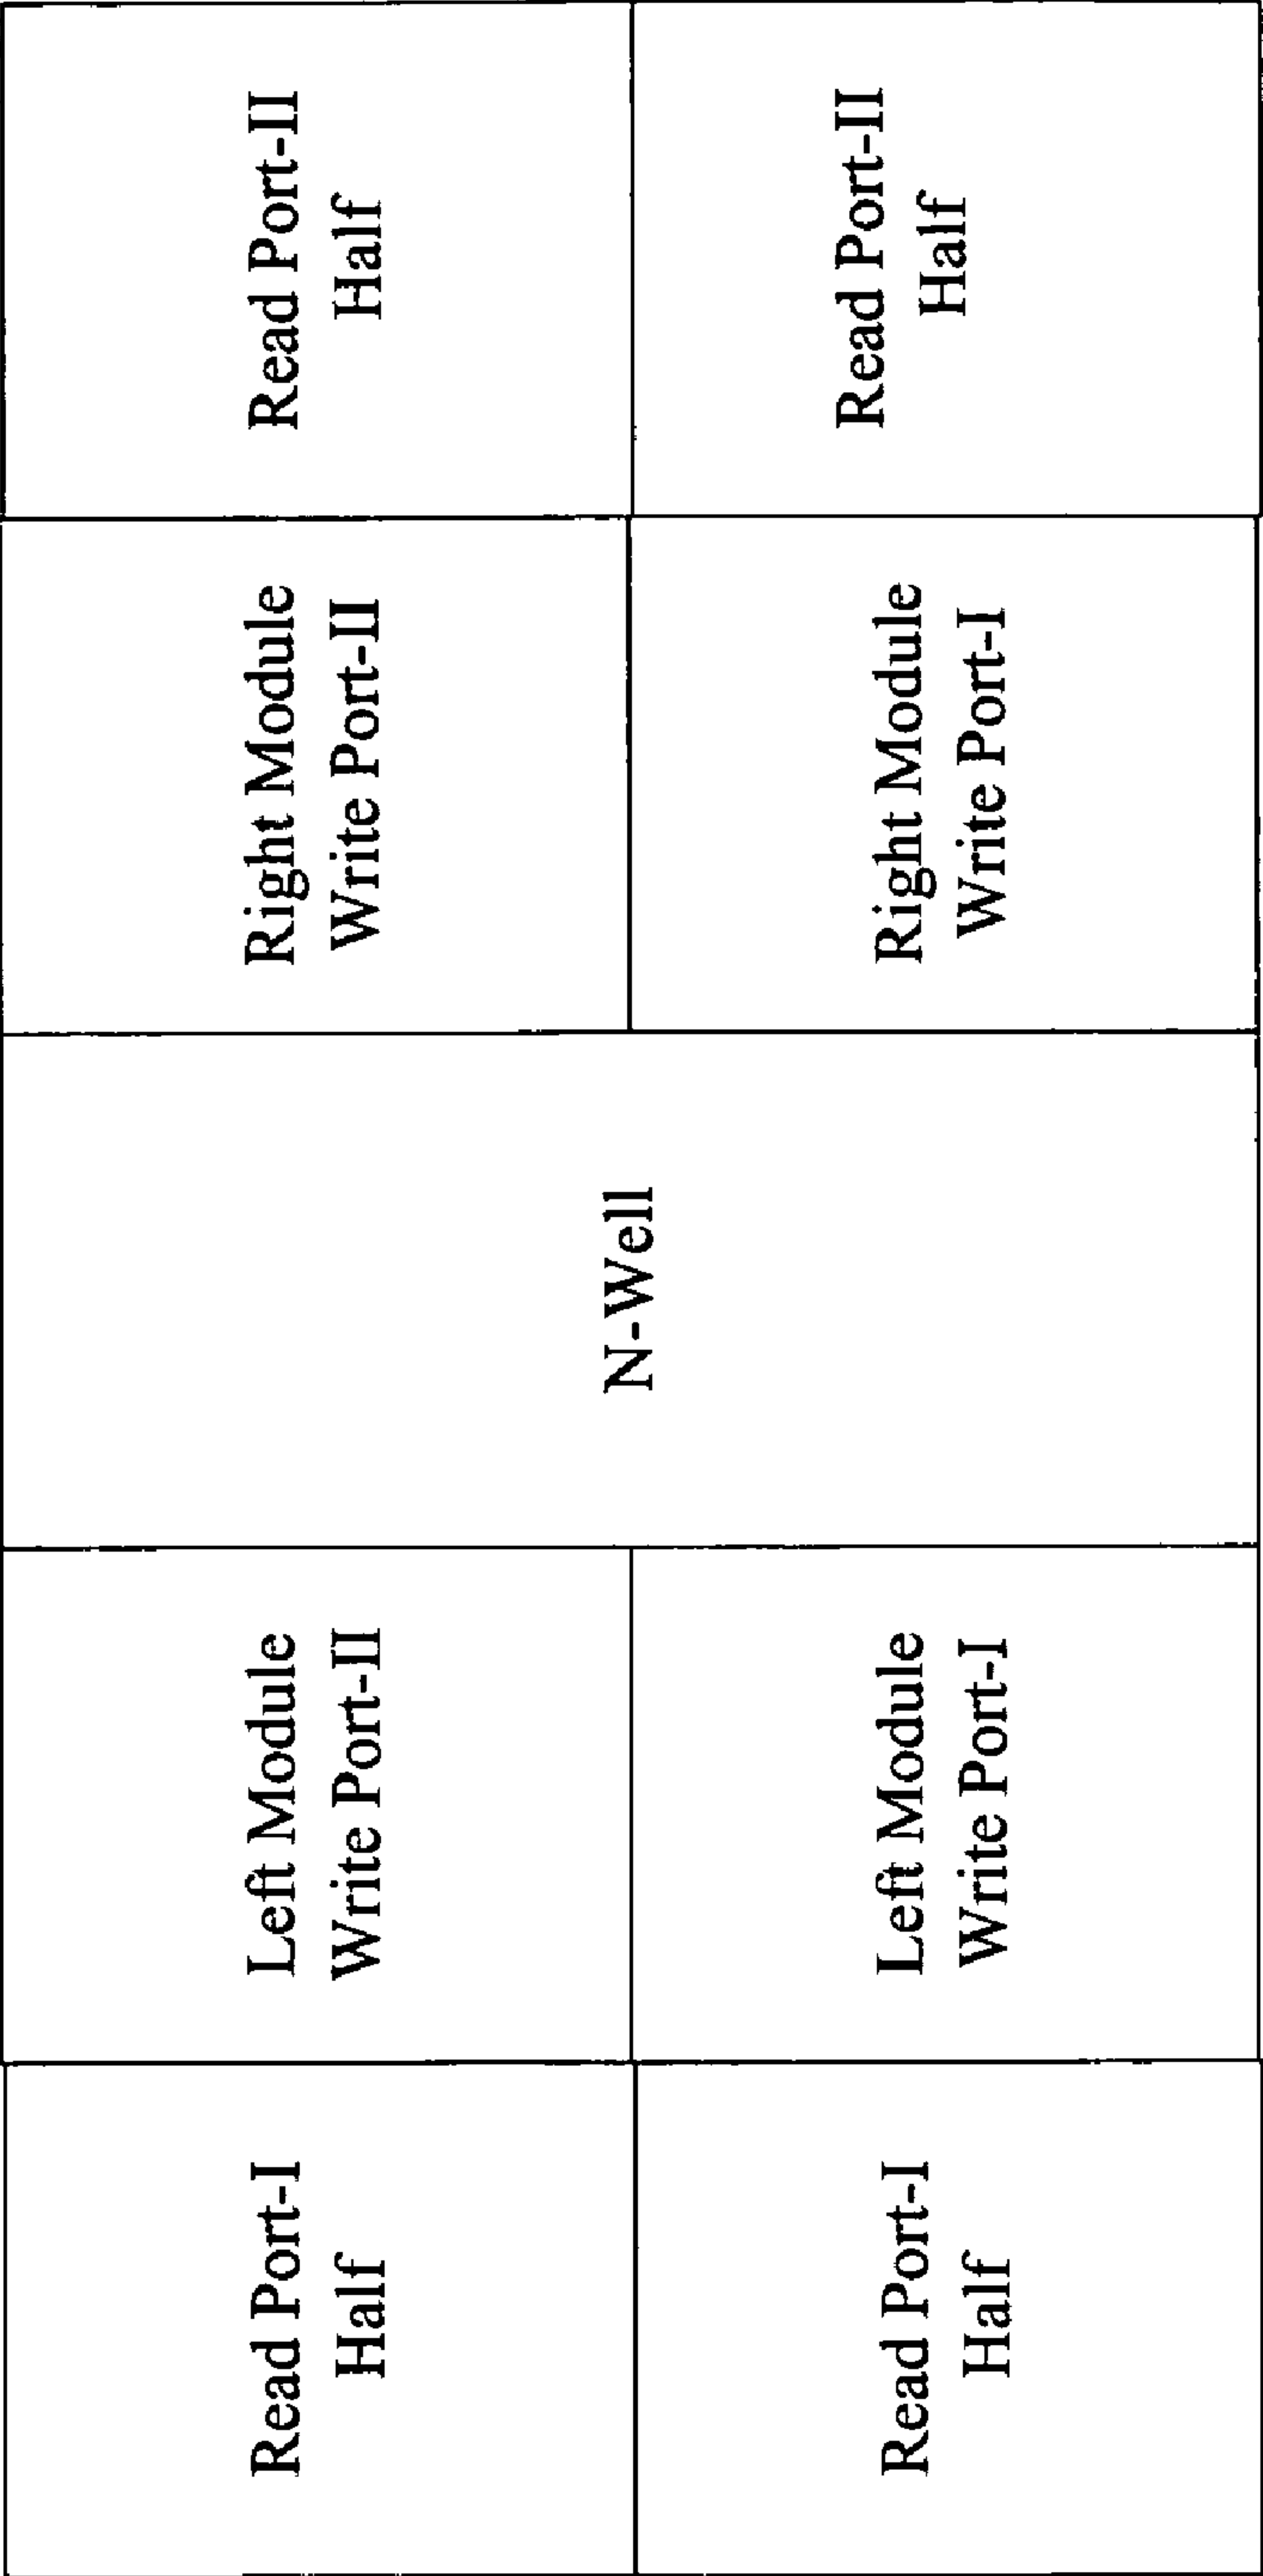 Read Port-I
Half
Left Module
Write Port-II
N-Well
Right Module
Write Port-II
Read Port-II
Half
Read Port-I
Half
Left Module
Write Port-I
Right Module
Write Port-I
Read Port-II
Half